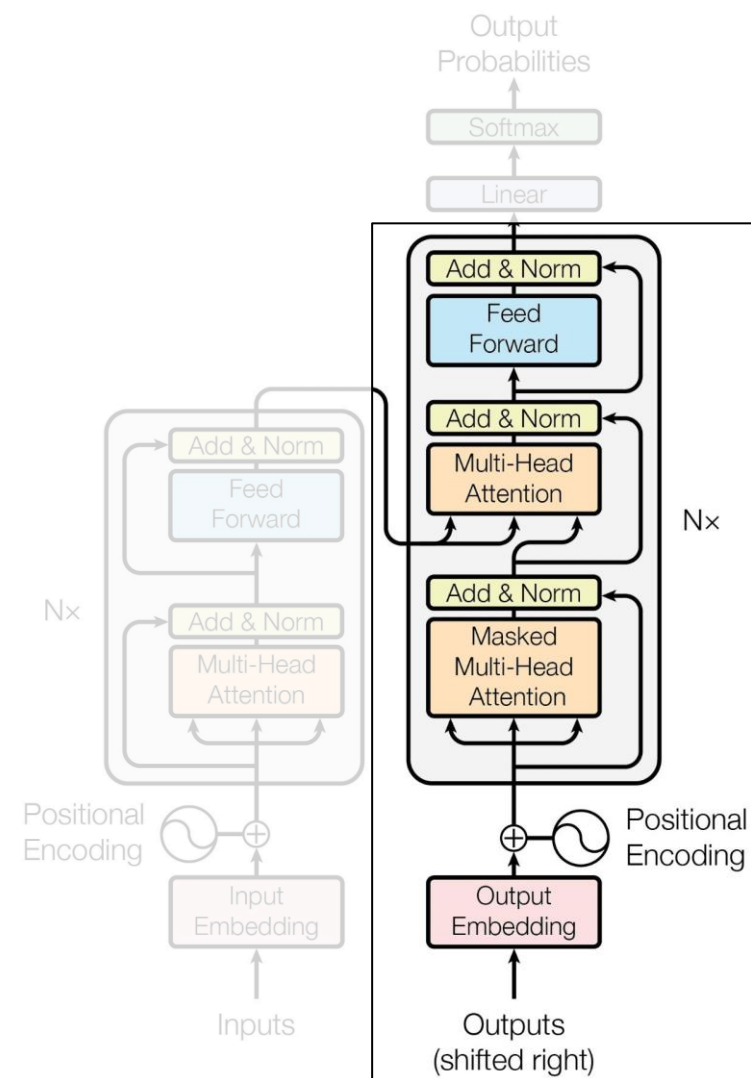 Output
Probabilities
Softmax
Linear
Add & Norm
Feed
Forward
Add & Norm
Multi-Head
Attention
Nx
Add & Norm
Masked
Multi-Head
Attention
Positional
Encoding
Output
Embedding
Outputs
(shifted right)
Add & Norm
Feed
Forward
Nx
Add & Norm
Multi-Head
Attention
Positional
Encoding
Input
Embedding
Inputs